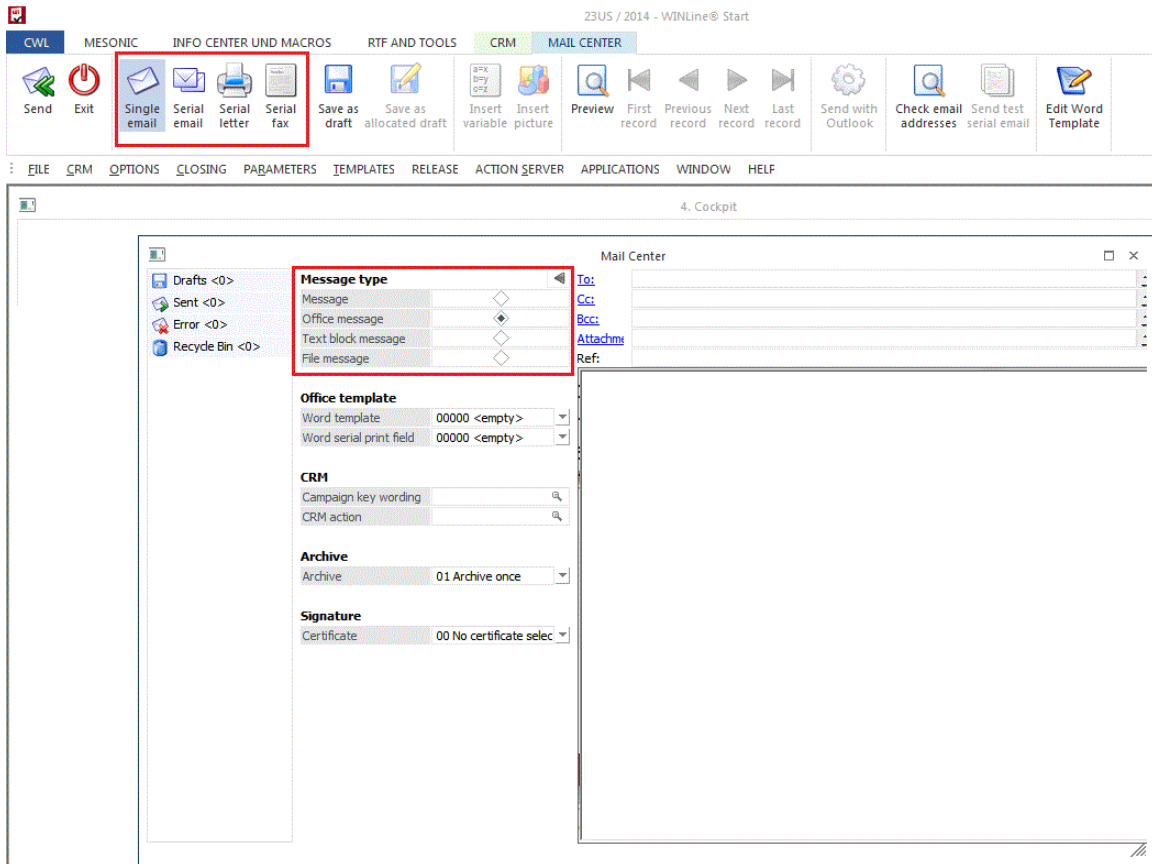 23US / 2014 - WINLine® Start
CWL MESONIC INFO CENTER UND MACROS RTF AND TOOLS CRM MAIL CENTER
Send Exit Single email Serial email Serial letter Serial fax Save as draft Save as allocated draft Insert variable Insert picture Preview First record Previous record Next record Last record Send with Outlook Check email addresses Send test serial email Edit Word Template
FILE CRM OPTIONS CLOSING PARAMETERS TEMPLATES RELEASE ACTION SERVER APPLICATIONS WINDOW HELP
4. Cockpit
Mail Center
Drafts <0>
Sent <0>
Error <0>
Recycle Bin <0>
Message type
Message
Office message
Text block message
File message
Office template
Word template 00000 <empty>
Word serial print field 00000 <empty>
CRM
Campaign key wording
CRM action
Archive
Archive 01 Archive once
Signature
Certificate 00 No certificate selec
To:
Cc:
Bcc:
Attachme
Ref: